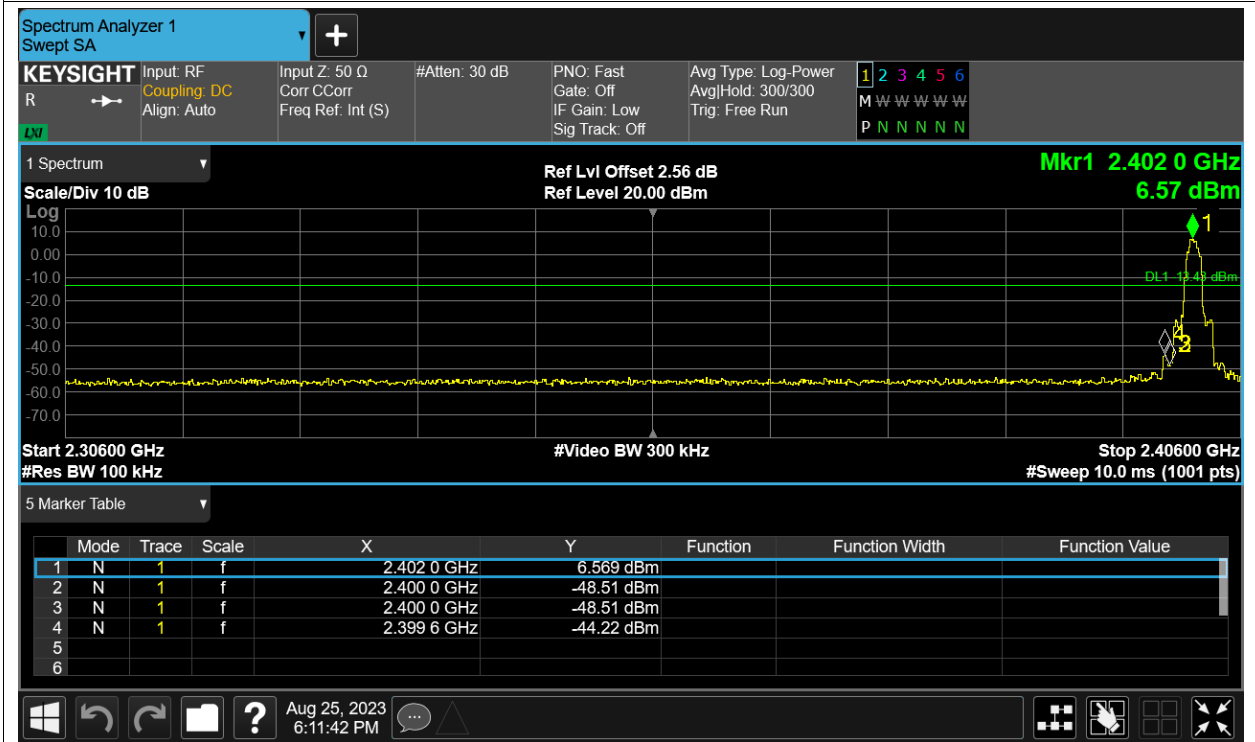 Spectrum Analyzer 1
Swept SA
+
KEYSIGHT Input: RF Input Z: 50 Ω #Atten: 30 dB PNO: Fast Avg Type: Log-Power 1 2 3 4 5 6
R Coupling: DC Corr CCorr Gate: Off Avg|Hold: 300/300 M W W W W W
Align: Auto Freq Ref: Int (S) IF Gain: Low Trig: Free Run P N N N N N
LXI Sig Track: Off
1 Spectrum Ref Lvl Offset 2.56 dB Mkr1 2.402 0 GHz
Scale/Div 10 dB Ref Level 20.00 dBm 6.57 dBm
Log
1
10.0
0.00
-10.0 DL1 -13.43 dBm
-20.0
-30.0
-40.0 4 3
-50.0
-60.0
-70.0
Start 2.30600 GHz #Video BW 300 kHz Stop 2.40600 GHz
#Res BW 100 kHz #Sweep 10.0 ms (1001 pts)
5 Marker Table
Mode Trace Scale X Y Function Function Width Function Value
1 N 1 f 2.402 0 GHz 6.569 dBm
2 N 1 f 2.400 0 GHz -48.51 dBm
3 N 1 f 2.400 0 GHz -48.51 dBm
4 N 1 f 2.399 6 GHz -44.22 dBm
5
6
? Aug 25, 2023
6:11:42 PM